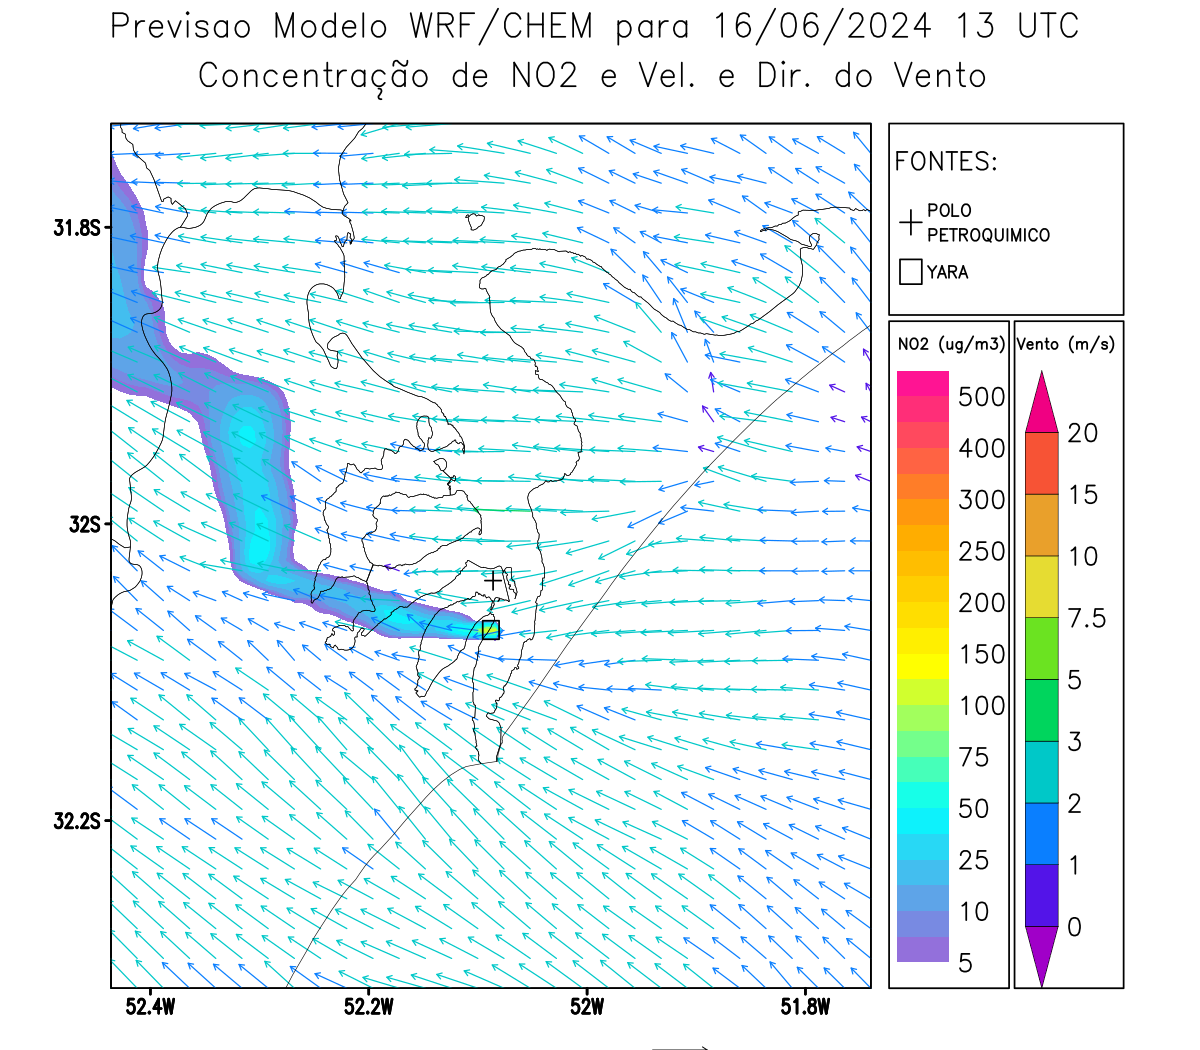 Previsao Modelo WRF/CHEM para 16/06/2024 13 UTC
Concentração de NO2 e Vel. e Dir. do Vento
FONTES:
POLO
PETROQUIMICO
YARA
NO2 (ug/m3)
500
400
300
250
200
150
100
75
50
25
10
5
Vento (m/s)
20
15
10
7.5
5
3
2
1
0
31.8S
32S
32.2S
52.4W
52.2W
52W
51.8W